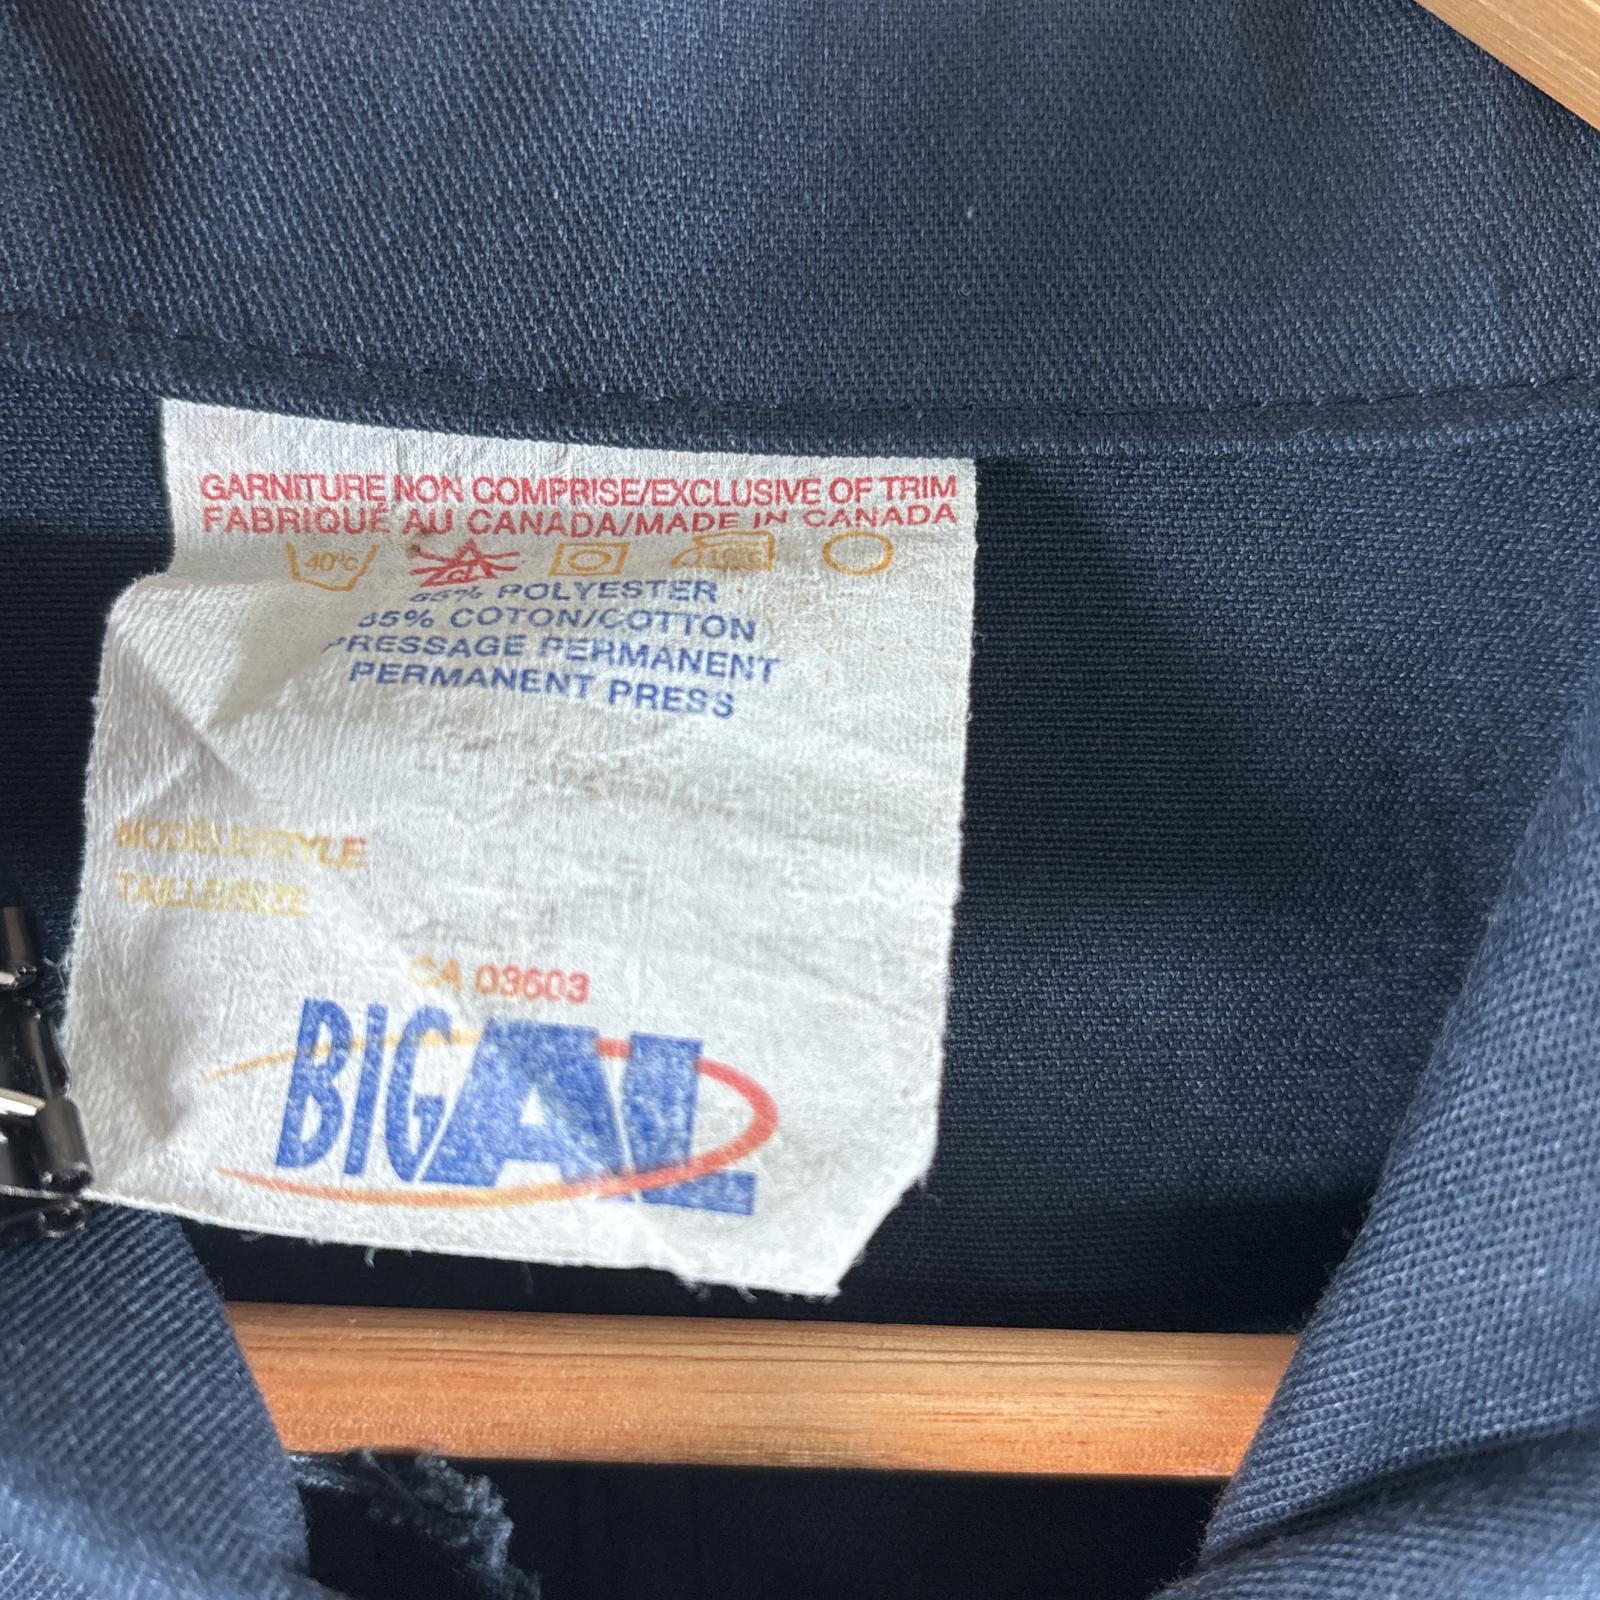 GARNITURE NON COMPRISE/EXCLUSIVE OF TRIM
FABRIQUÉ AU CANADA/MADE IN CANADA
40°C
POLYESTER
35% COTON/COTTON
PRESSAGE PERMANENT
PERMANENT PRESS
MODÈLE/STYLE
TAILLE/SIZE
CA 03603
BIG AL